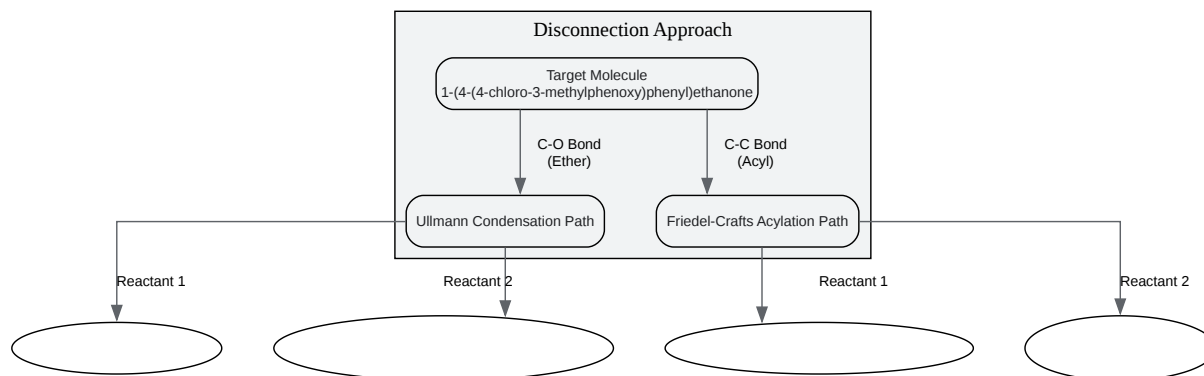 Disconnection Approach
Target Molecule
1-(4-(4-chloro-3-methylphenoxy)phenyl)ethanone
C-O Bond
(Ether)
C-C Bond
(Acyl)
Ullmann Condensation Path
Friedel-Crafts Acylation Path
Reactant 1
Reactant 2
Reactant 1
Reactant 2